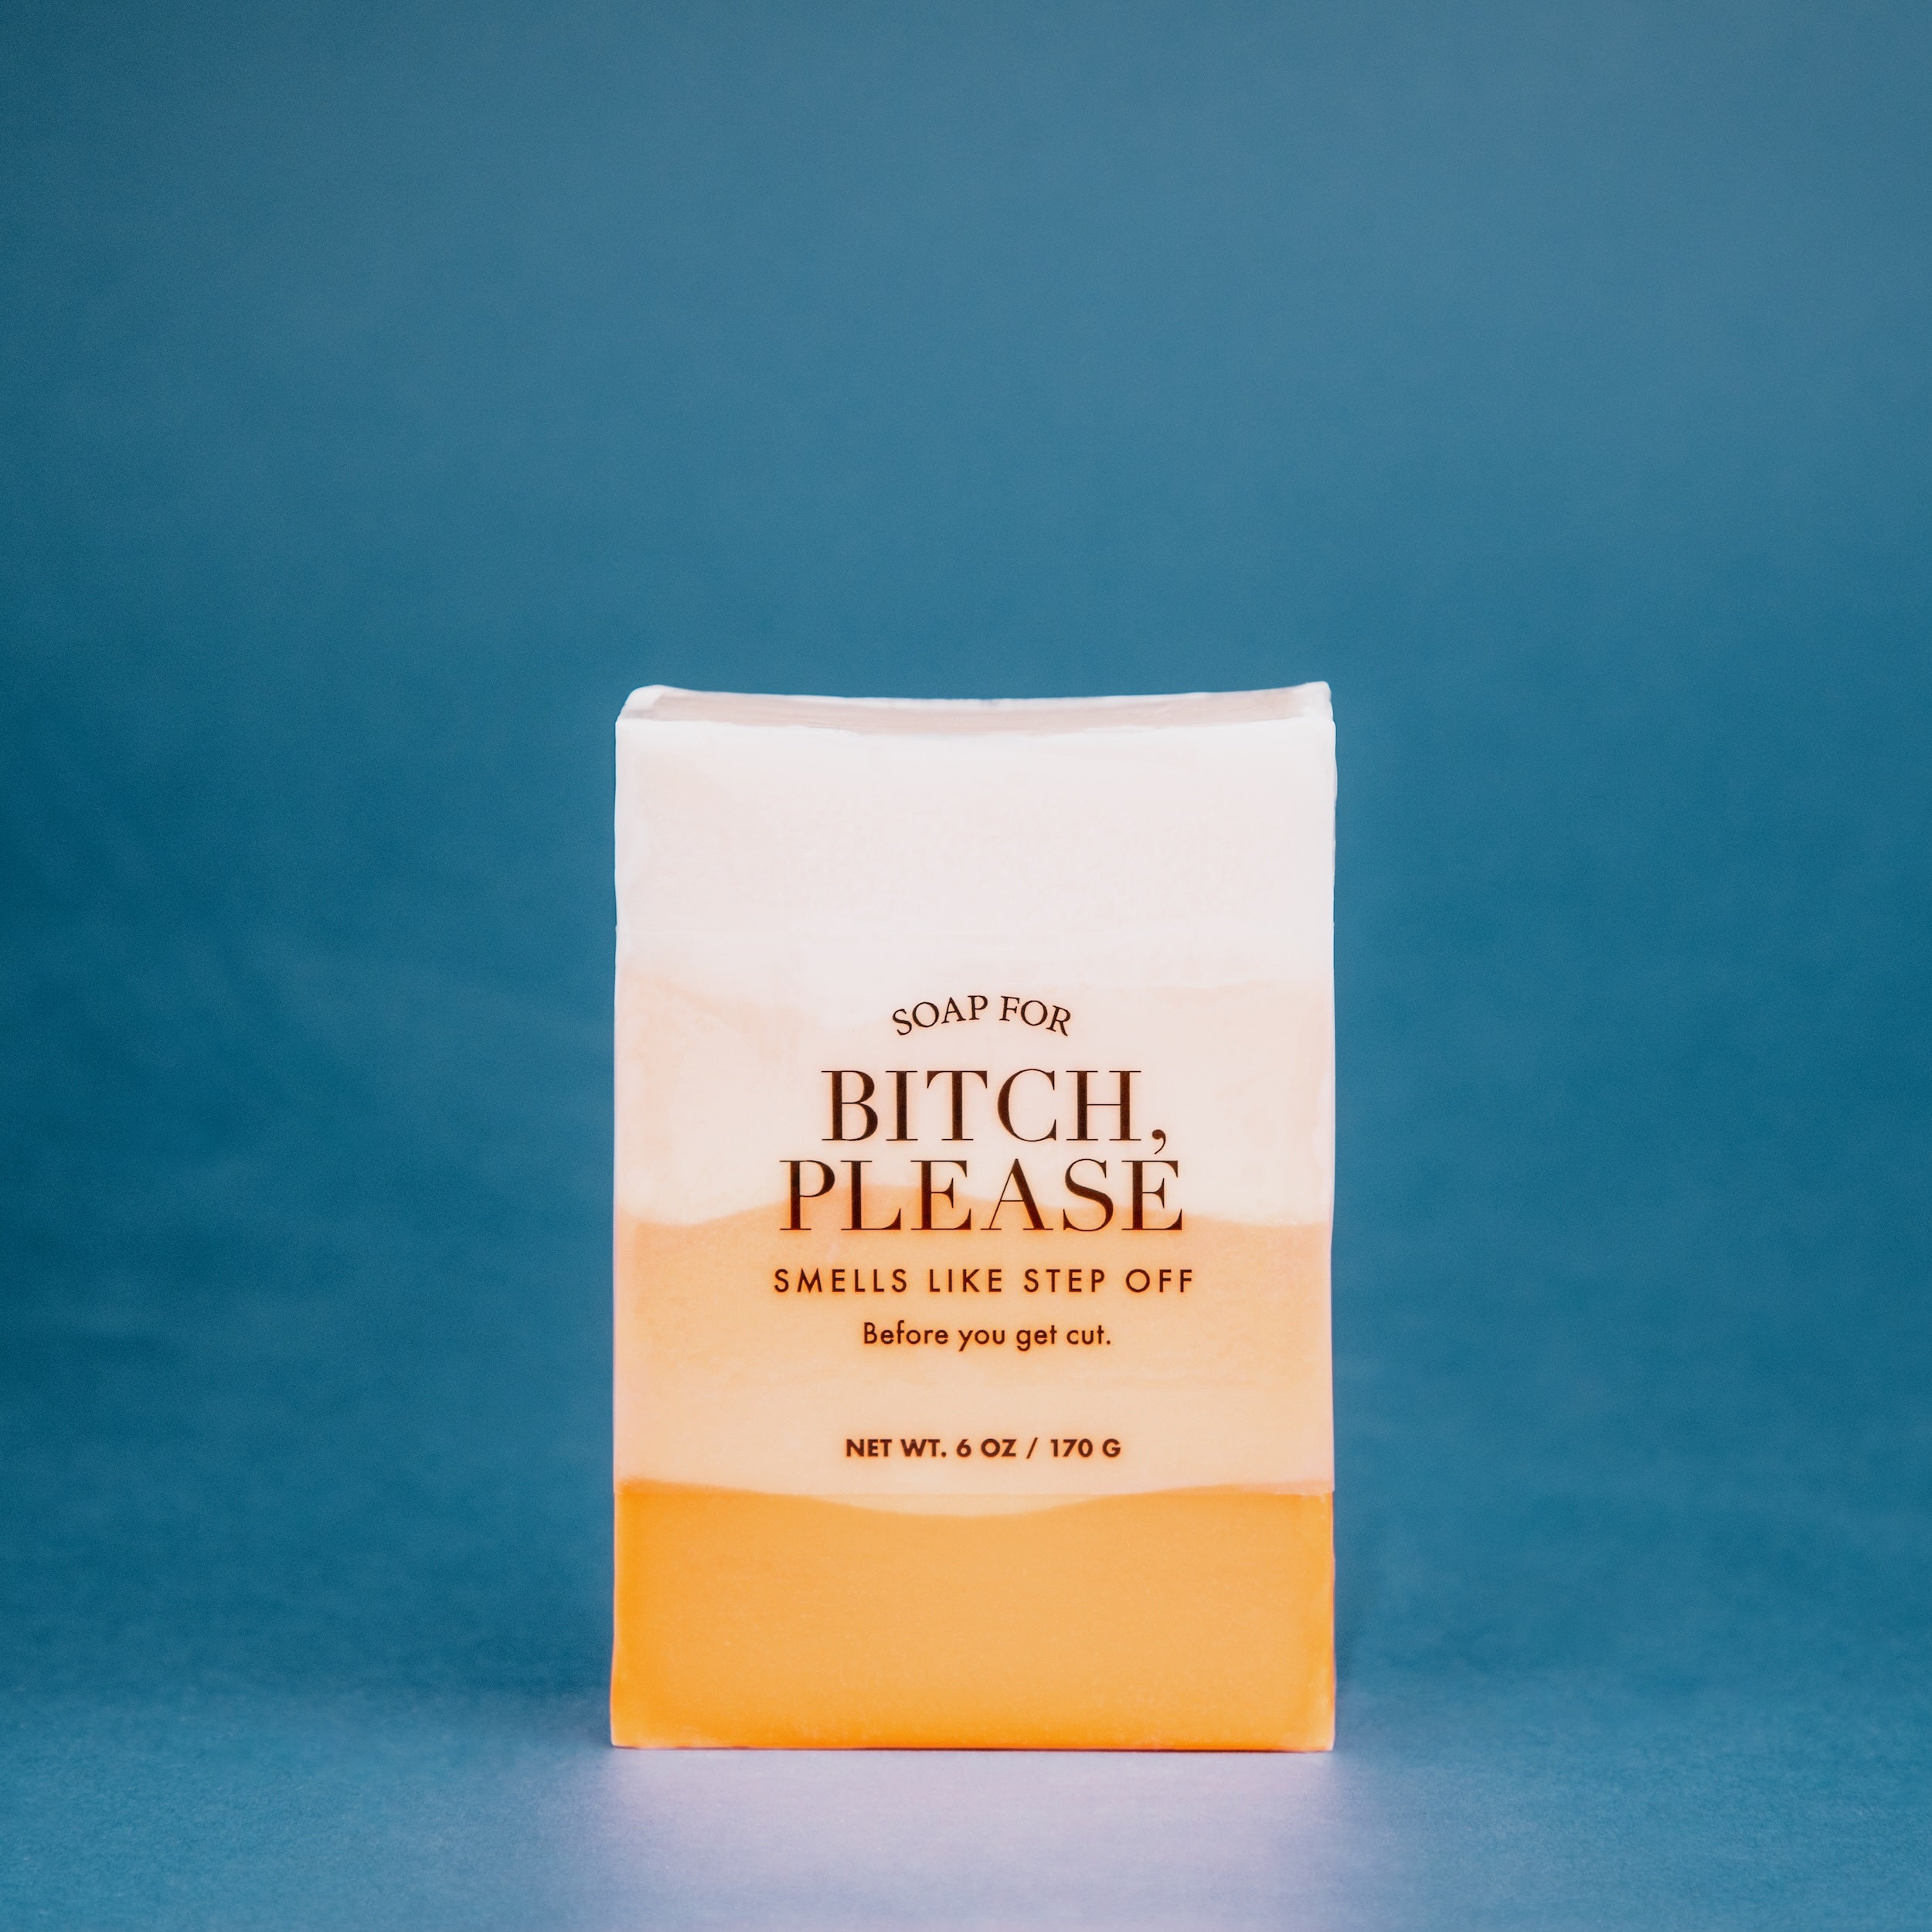 SOAP FOR
BITCH,
PLEASE
SMELLS LIKE STEP OFF
Before you get cut.
NET WT. 6 OZ / 170 G